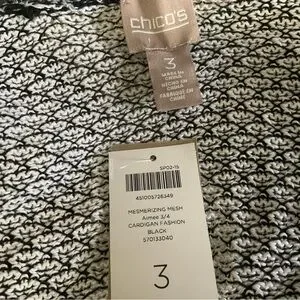 chico's
3
MADE IN
CHINA
HECHO EN
CHINA
FABRIQUÉ EN
CHINE
SP02-15
451005728349
MESMERIZING MESH
Aimee 3/4
CARDIGAN FASHION
BLACK
570133040
3